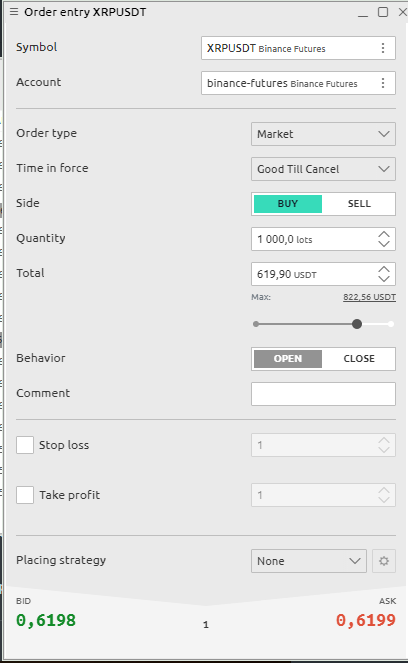 Order entry XRPUSDT
Symbol
XRPUSDT Binance Futures
Account
binance-futures Binance Futures
Order type
Market
Time in force
Good Till Cancel
Side
BUY SELL
Quantity
1 000,0 lots
Total
619,90 USDT
Max: 822,56 USDT
Behavior
OPEN CLOSE
Comment
Stop loss
1
Take profit
1
Placing strategy
None
BID ASK
0,6198 1 0,6199